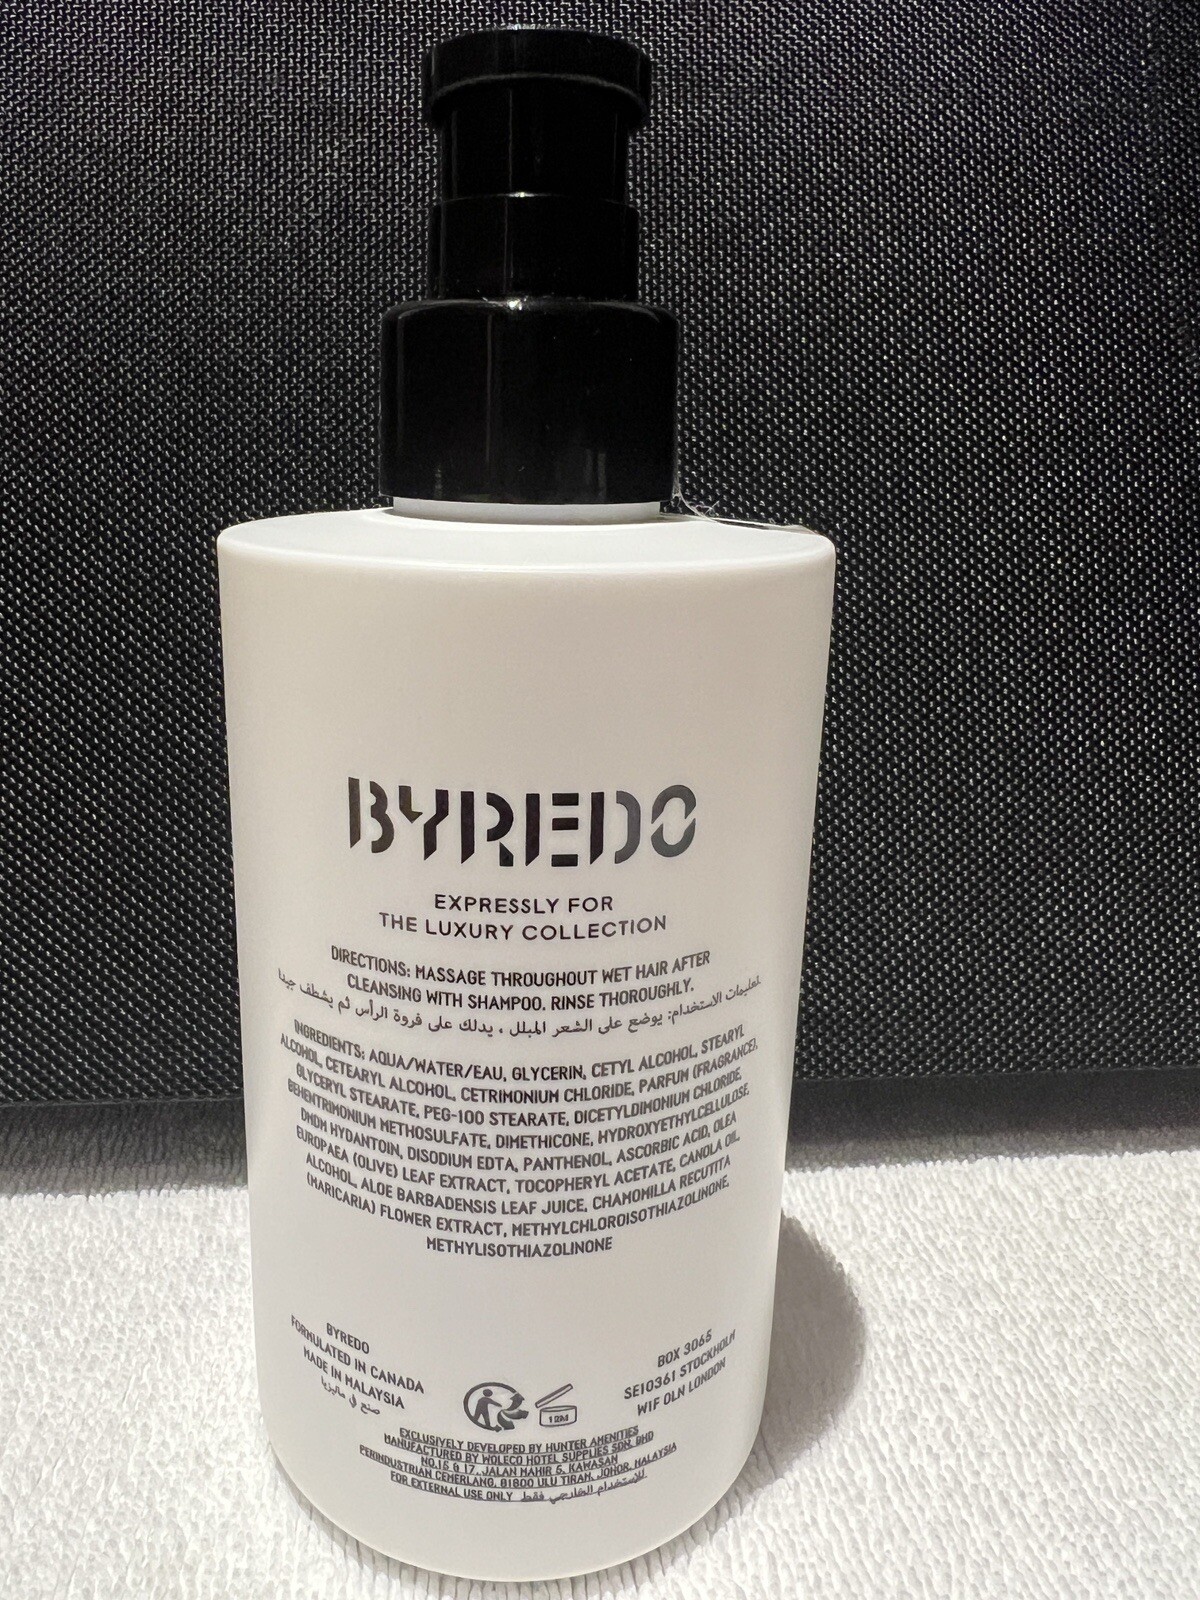 BYREDO
EXPRESSLY FOR
THE LUXURY COLLECTION
DIRECTIONS: MASSAGE THROUGHOUT WET HAIR AFTER
CLEANSING WITH SHAMPOO. RINSE THOROUGHLY.
تعليمات الاستخدام: يوضع على الشعر المبلل ، يدلك على فروة الرأس ثم يشطف جيدا
INGREDIENTS: AQUA/WATER/EAU, GLYCERIN, CETYL ALCOHOL, STEARYL
ALCOHOL, CETEARYL ALCOHOL, CETRIMONIUM CHLORIDE, PARFUM (FRAGRANCE),
GLYCERYL STEARATE, PEG-100 STEARATE, DICETYLDIMONIUM CHLORIDE,
BEHENTRIMONIUM METHOSULFATE, DIMETHICONE, HYDROXYETHYLCELLULOSE,
DMDM HYDANTOIN, DISODIUM EDTA, PANTHENOL, ASCORBIC ACID, OLEA
EUROPAEA (OLIVE) LEAF EXTRACT, TOCOPHERYL ACETATE, CANOLA OIL,
ALCOHOL, ALOE BARBADENSIS LEAF JUICE, CHAMOMILLA RECUTITA
(MARICARIA) FLOWER EXTRACT, METHYLCHLOROISOTHIAZOLINONE,
METHYLISOTHIAZOLINONE
BYREDO
FORMULATED IN CANADA
MADE IN MALAYSIA
صنع في ماليزيا
12M
BOX 3065
SE10361 STOCKHOLM
W1F 0LN LONDON
EXCLUSIVELY DEVELOPED BY HUNTER AMENITIES
MANUFACTURED BY WOLECO HOTEL SUPPLIES SDN. BHD
NO.15 & 17, JALAN MAHIR 5, KAWASAN
PERINDUSTRIAN CEMERLANG, 81800 ULU TIRAM, JOHOR, MALAYSIA
FOR EXTERNAL USE ONLY للاستخدام الخارجي فقط